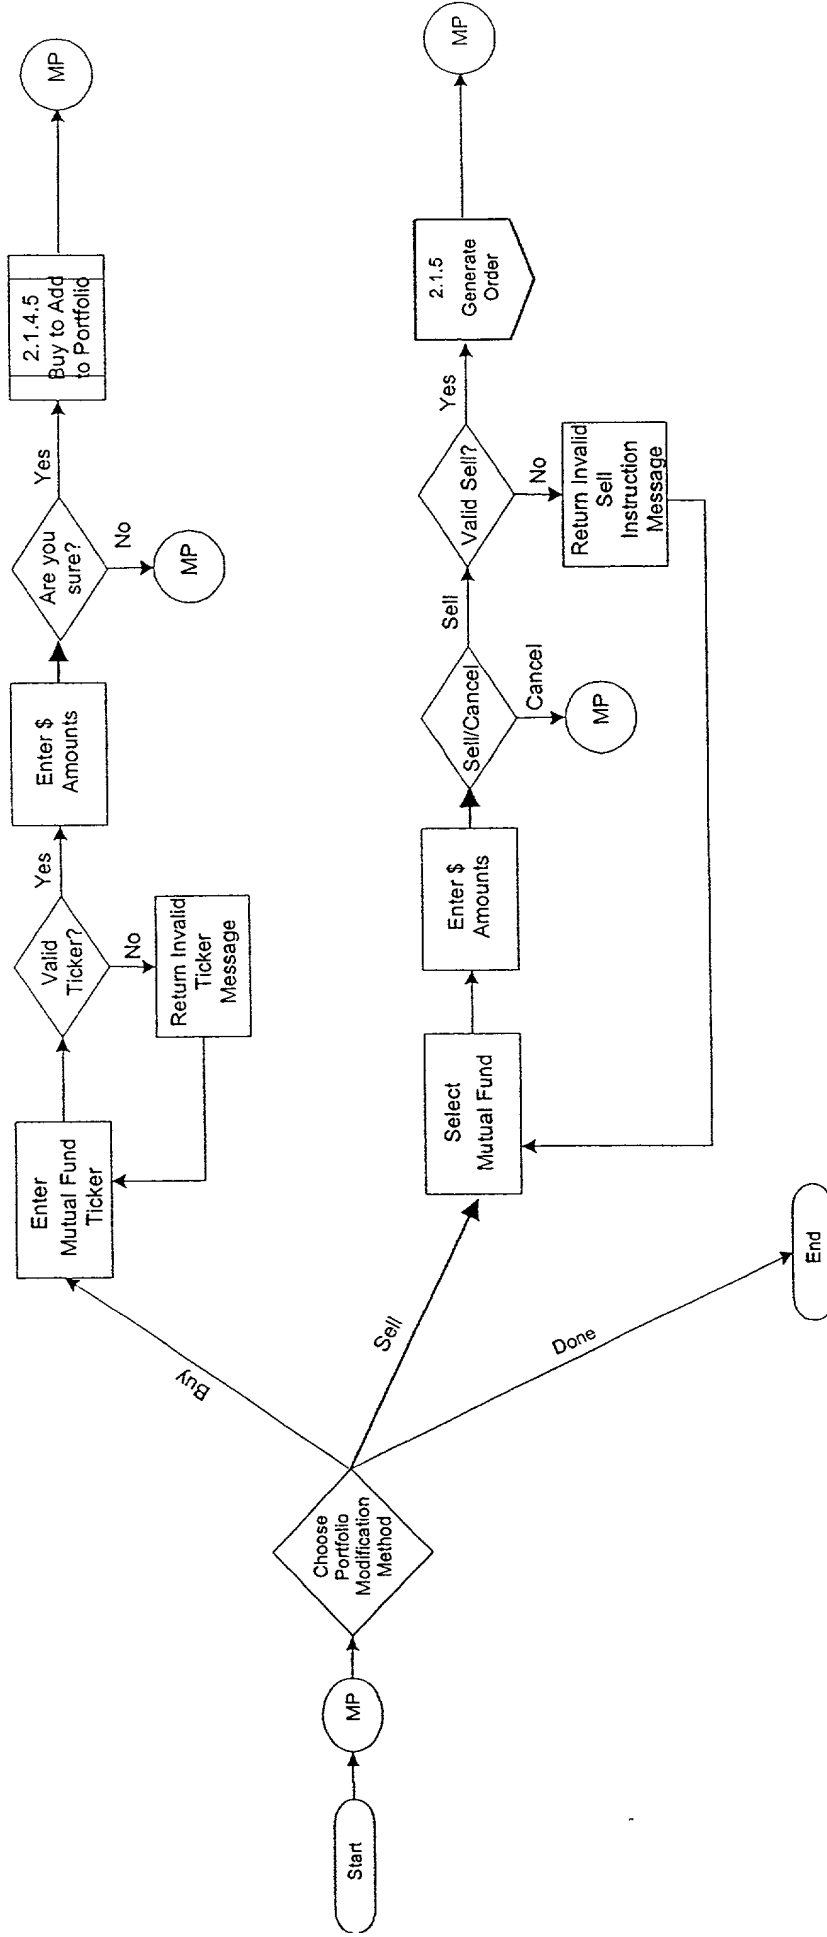 Start
MP
Choose
Portfolio
Modification
Method
Buy
Sell
Done
End
Enter
Mutual Fund
Ticker
Valid
Ticker?
Yes
No
Return Invalid
Ticker
Message
Enter $
Amounts
Are you
sure?
Yes
No
MP
2.1.4.5
Buy to Add
to Portfolio
MP
Select
Mutual Fund
Enter $
Amounts
Sell/Cancel
Sell
Cancel
MP
Valid Sell?
Yes
No
Return Invalid
Sell
Instruction
Message
2.1.5
Generate
Order
MP